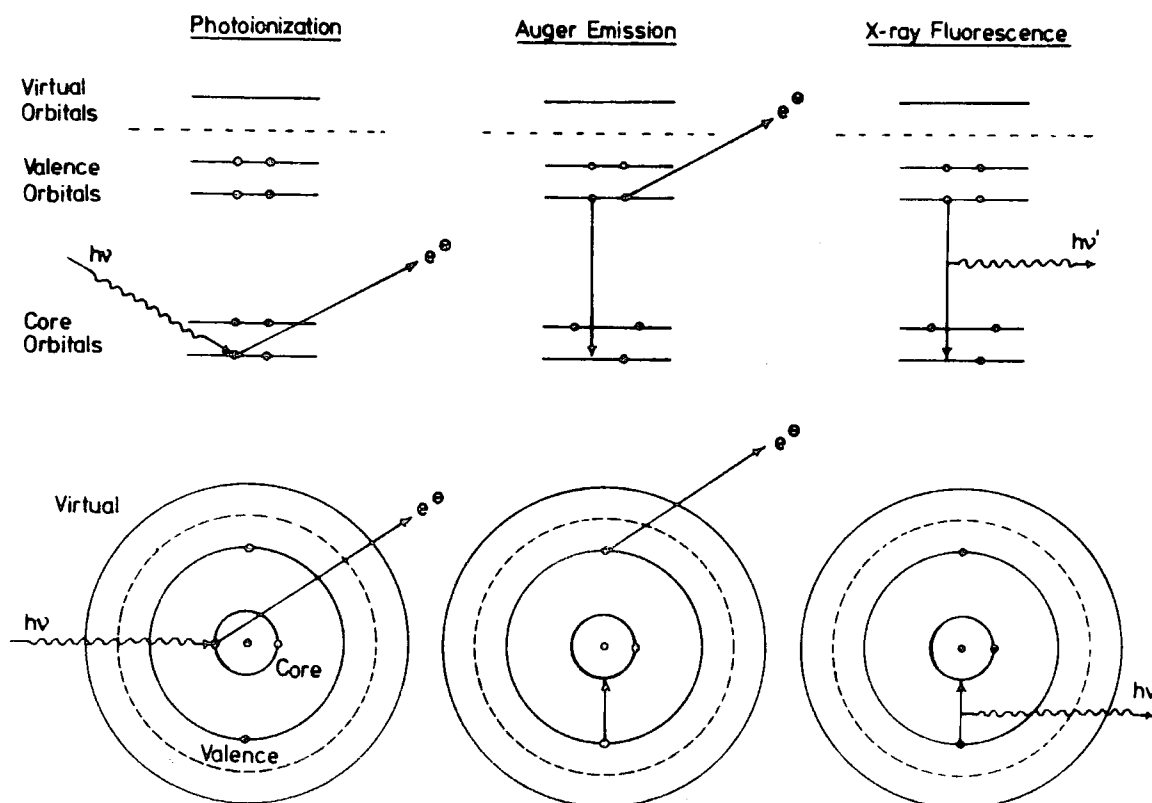 Photoionization
Auger Emission
X-ray Fluorescence
Virtual
Orbitals
Valence
Orbitals
Core
Orbitals
hν
e⊖
e⊖
hν'
Virtual
hν
e⊖
Core
Valence
e⊖
hν